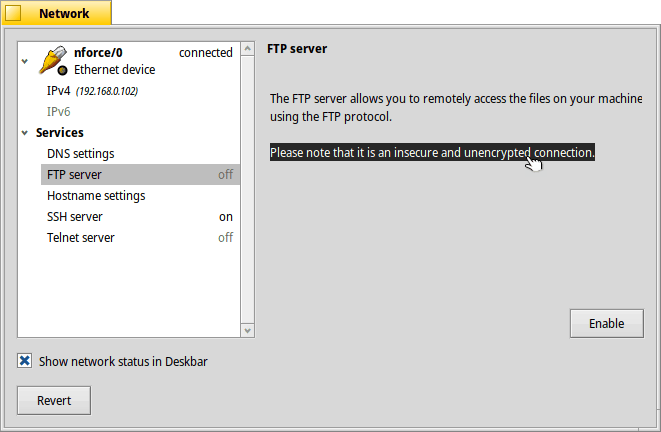 Network
nforce/0 connected
Ethernet device
IPv4 (192.168.0.102)
IPv6
Services
DNS settings
FTP server off
Hostname settings
SSH server on
Telnet server off
FTP server
The FTP server allows you to remotely access the files on your machine
using the FTP protocol.
Please note that it is an insecure and unencrypted connection.
Enable
Show network status in Deskbar
Revert